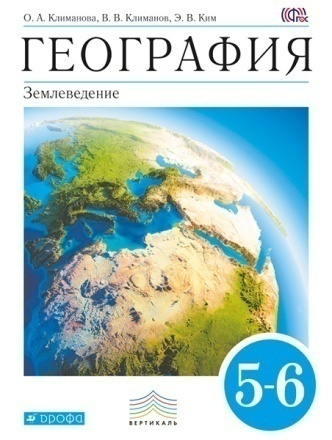 О. А. Климанова, В. В. Климанов, Э. В. Ким
ФГОС
ГЕОГРАФИЯ
Землеведение
5-6
ДРОФА
ВЕРТИКАЛЬ